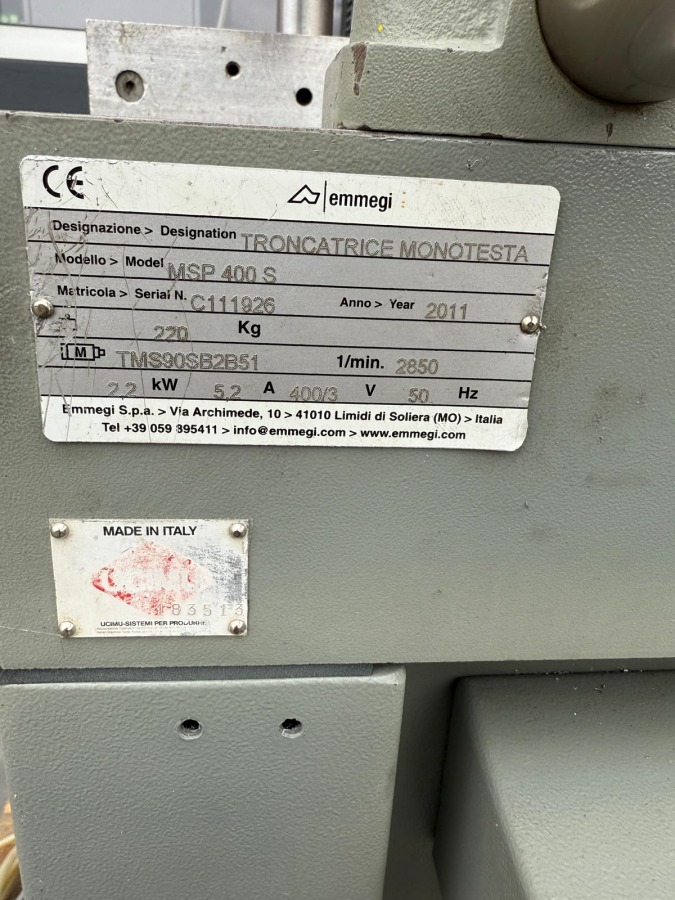 CE emmegi
Designazione > Designation TRONCATRICE MONOTESTA
Modello > Model MSP 400 S
Matricola > Serial N. C111926 Anno > Year 2011
220 Kg
M TMS90SB2B51 1/min. 2850
2,2 kW 5,2 A 400/3 V 50 Hz
Emmegi S.p.a. > Via Archimede, 10 > 41010 Limidi di Soliera (MO) > Italia
Tel +39 059 895411 > info@emmegi.com > www.emmegi.com
MADE IN ITALY
183513
UCIMU-SISTEMI PER PRODURRE